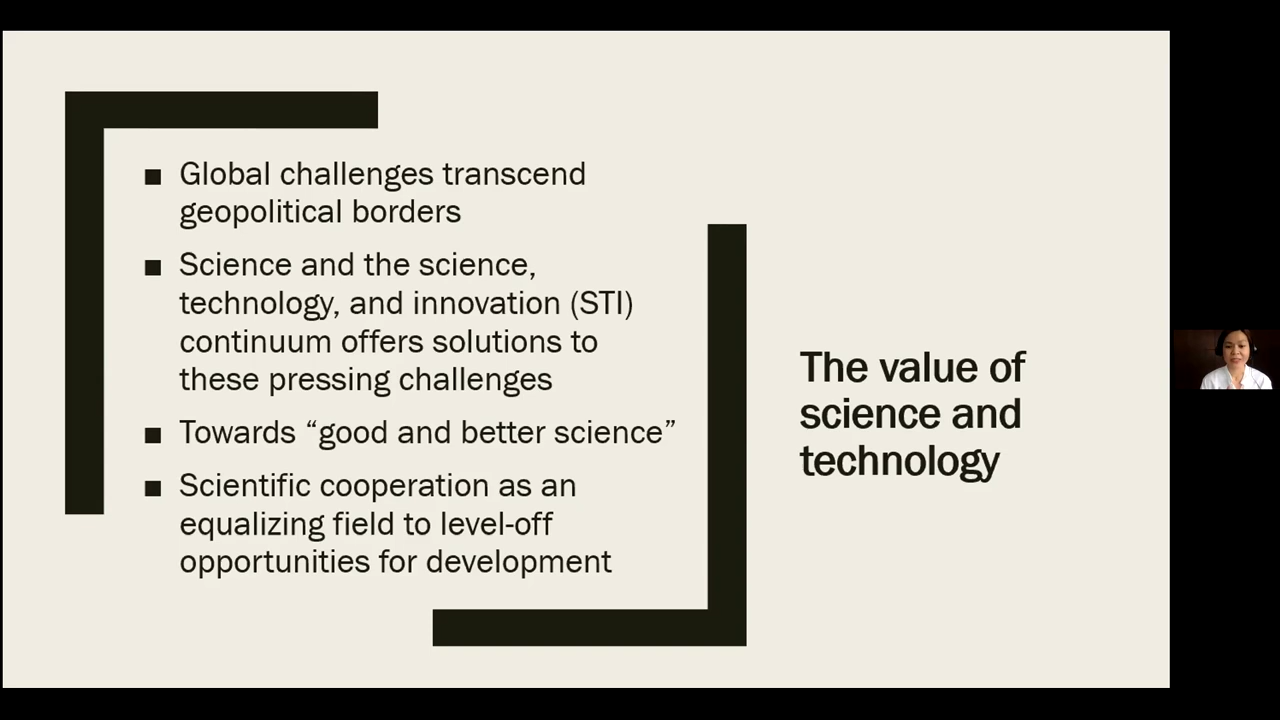 Global challenges transcend
geopolitical borders
Science and the science,
technology, and innovation (STI)
continuum offers solutions to
these pressing challenges
Towards “good and better science”
Scientific cooperation as an
equalizing field to level-off
opportunities for development
The value of
science and
technology